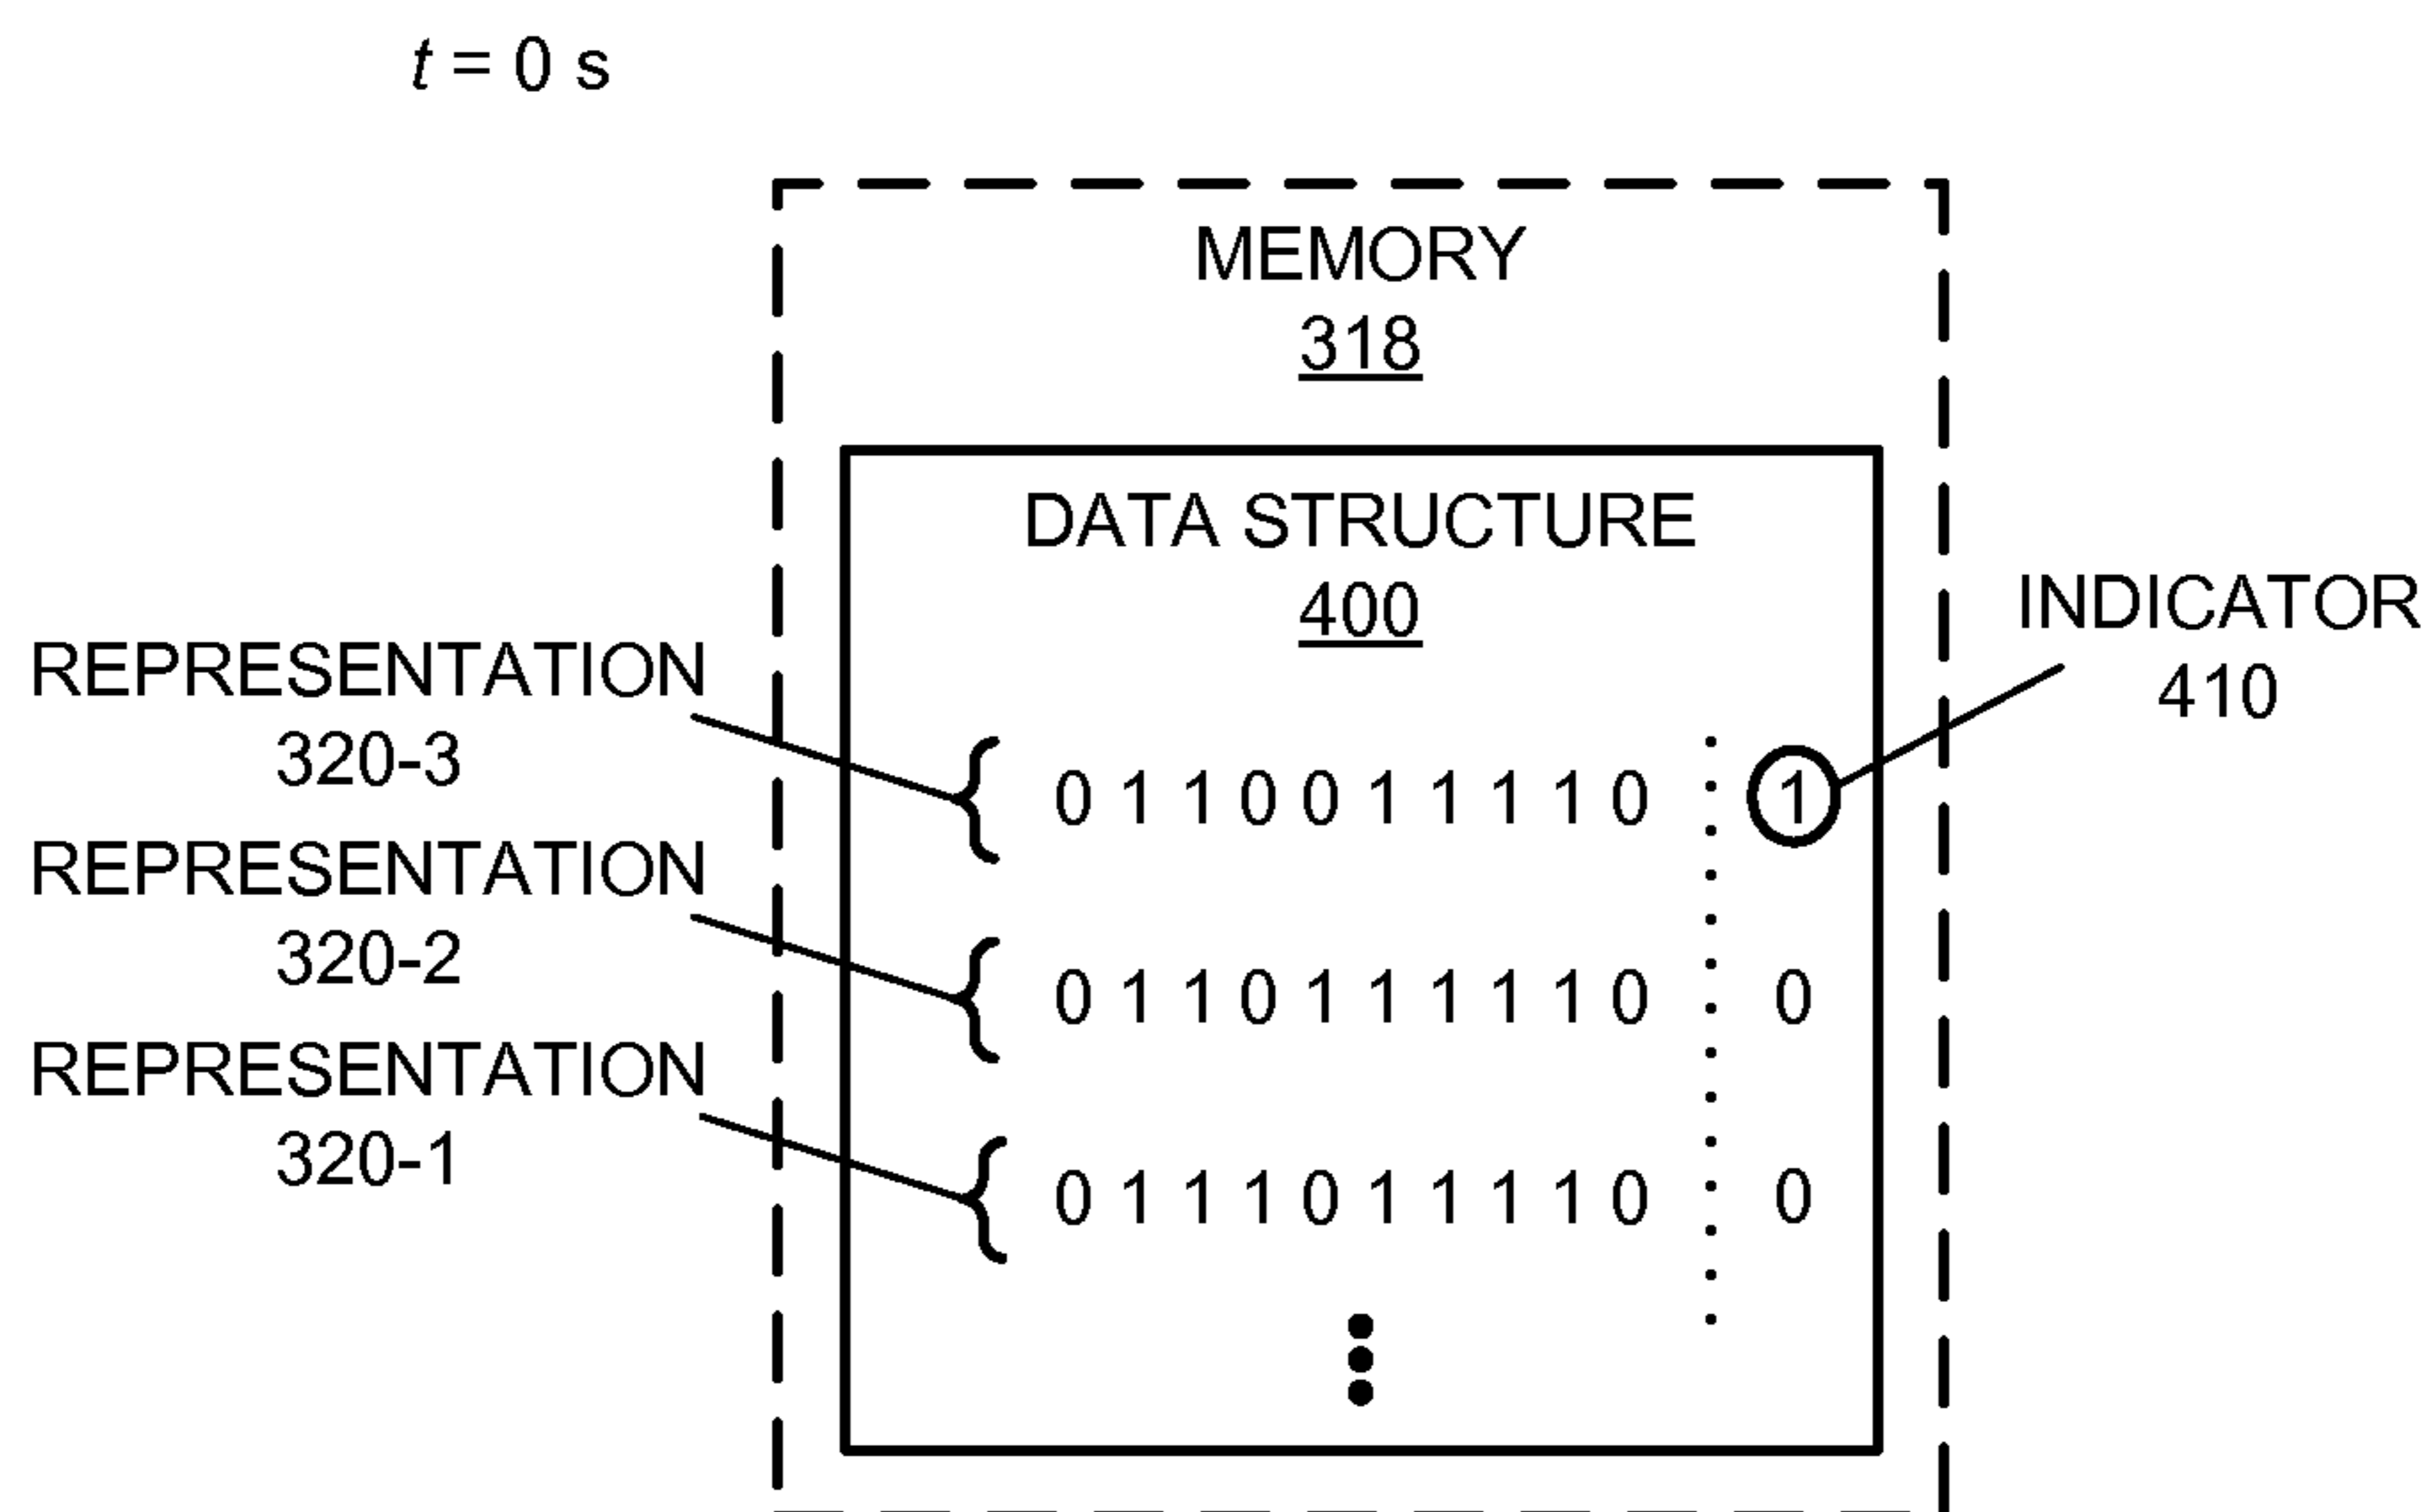 t = 0 s
MEMORY
318
DATA STRUCTURE
400
INDICATOR
410
REPRESENTATION
320-3
0 1 1 0 0 1 1 1 1 0 1
REPRESENTATION
320-2
0 1 1 0 1 1 1 1 1 0 0
REPRESENTATION
320-1
0 1 1 1 0 1 1 1 1 0 0